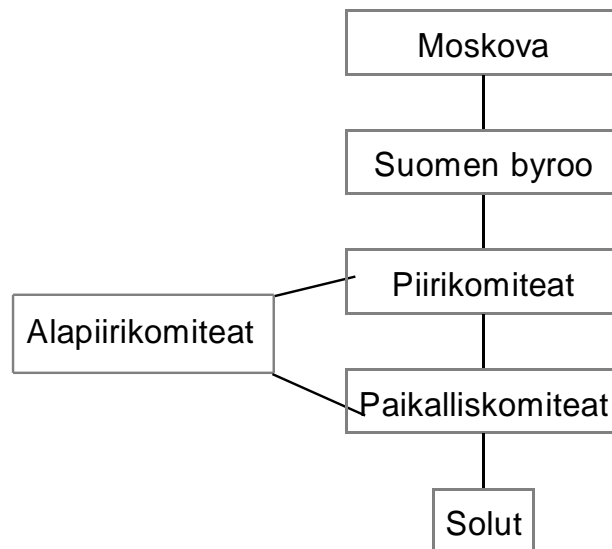 Moskova
Suomen byroo
Piirikomiteat
Alapiirikomiteat
Paikalliskomiteat
Solut